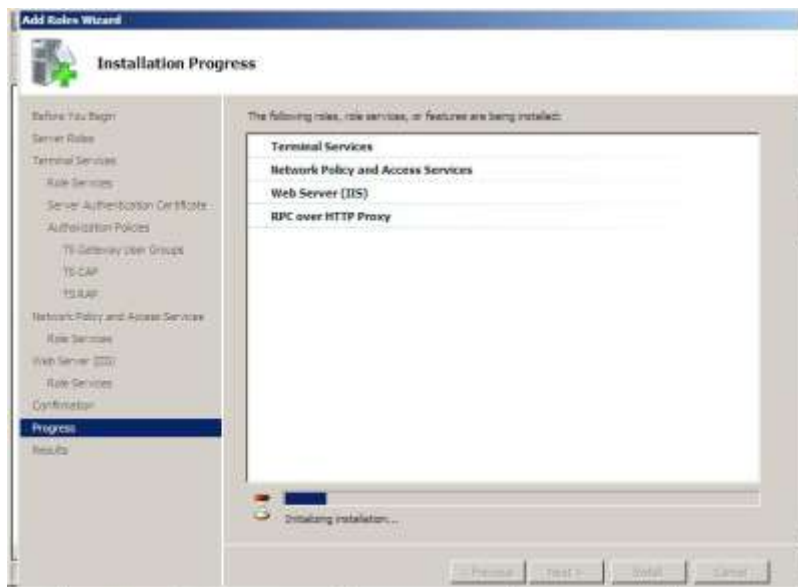 Add Roles Wizard
Installation Progress
Before You Begin
Server Roles
Terminal Services
Role Services
Server Authentication Certificate
Authorization Policies
TS Gateway User Groups
TS CAP
TS RAP
Network Policy and Access Services
Role Services
Web Server (IIS)
Role Services
Confirmation
Progress
Results
The following roles, role services, or features are being installed:
Terminal Services
Network Policy and Access Services
Web Server (IIS)
RPC over HTTP Proxy
Initializing installation...
< Previous
Next >
Install
Cancel